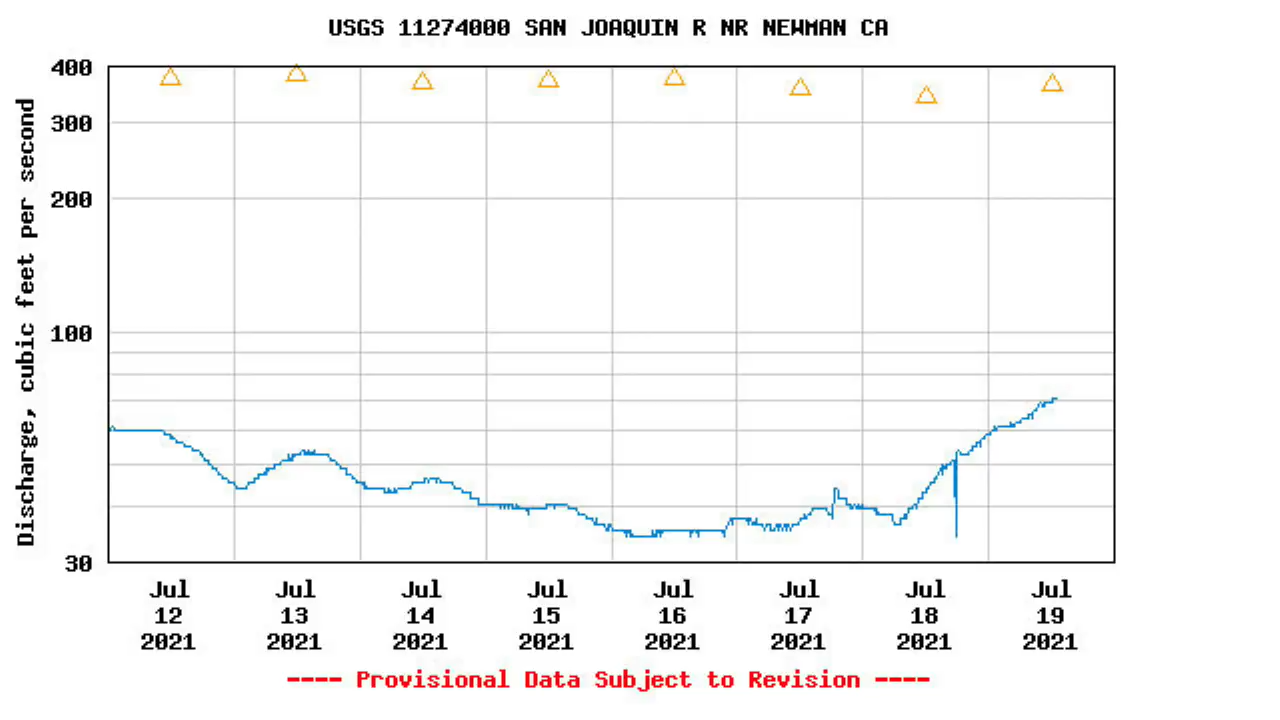 USGS 11274000 SAN JOAQUIN R NR NEWMAN CA
Discharge, cubic feet per second
400
300
200
100
30
Jul Jul Jul Jul Jul Jul Jul Jul
12 13 14 15 16 17 18 19
2021 2021 2021 2021 2021 2021 2021 2021
---- Provisional Data Subject to Revision ----